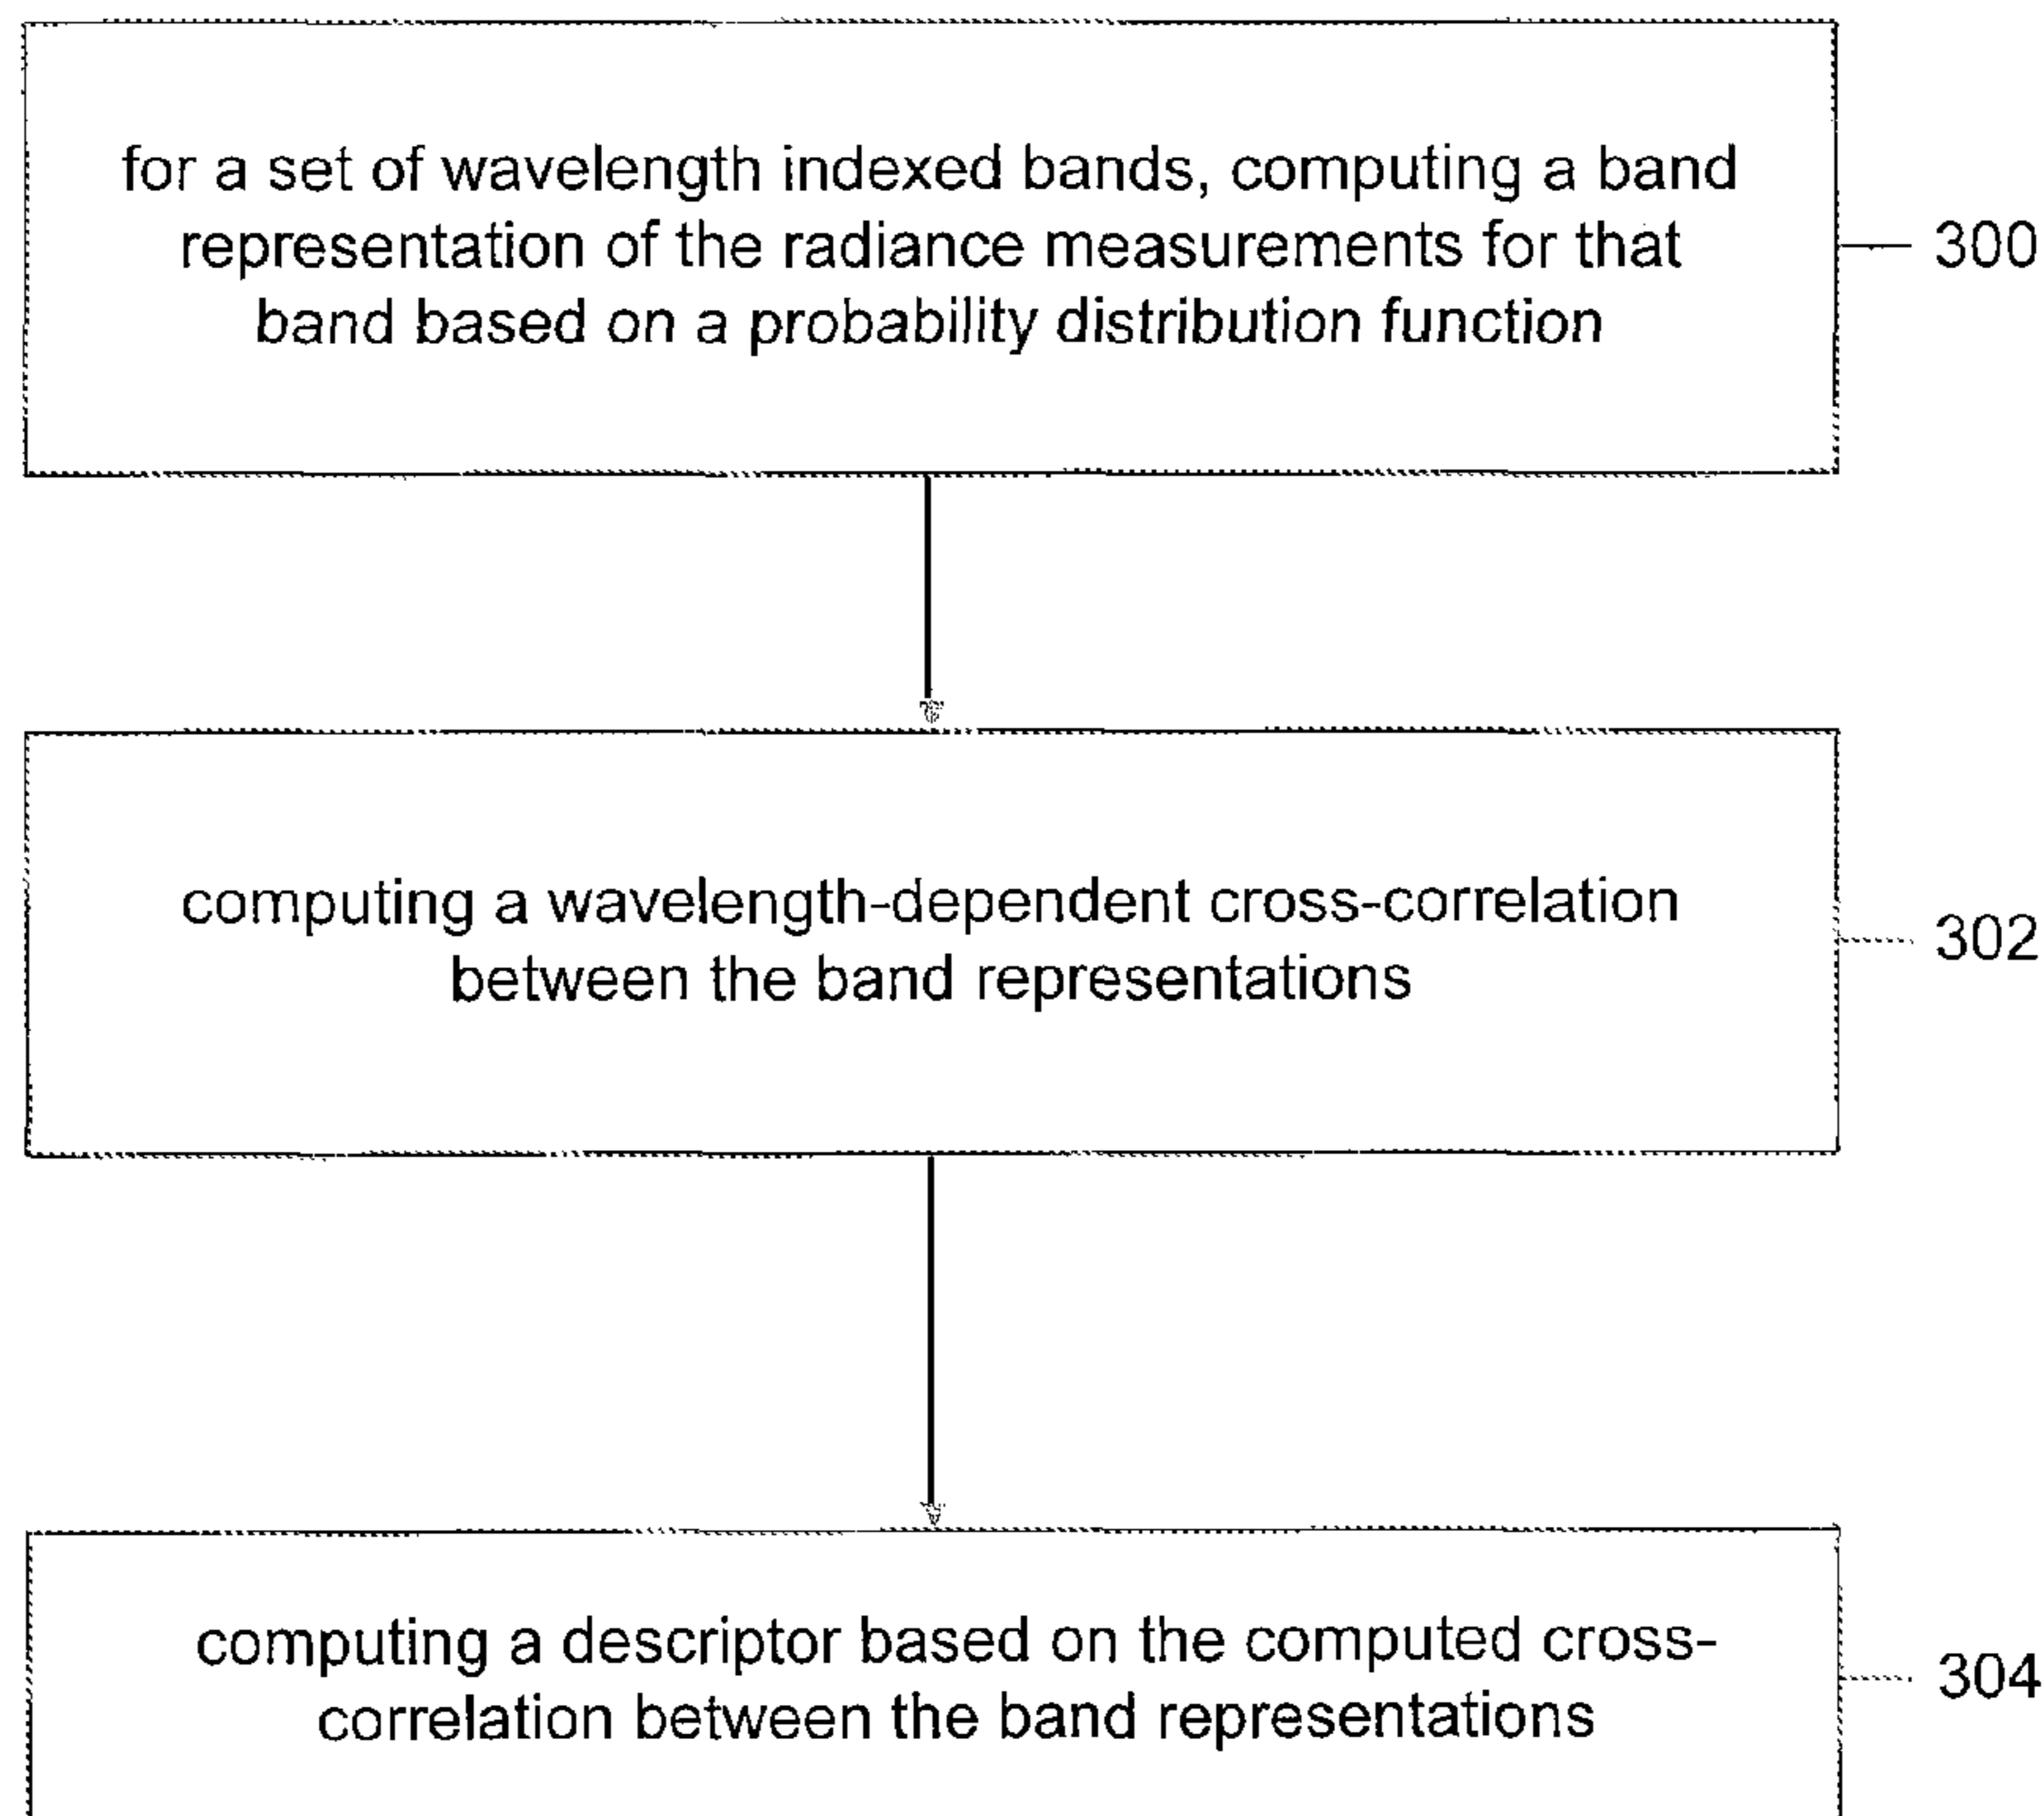 for a set of wavelength indexed bands, computing a band
representation of the radiance measurements for that
band based on a probability distribution function
300
computing a wavelength-dependent cross-correlation
between the band representations
302
computing a descriptor based on the computed cross-
correlation between the band representations
304